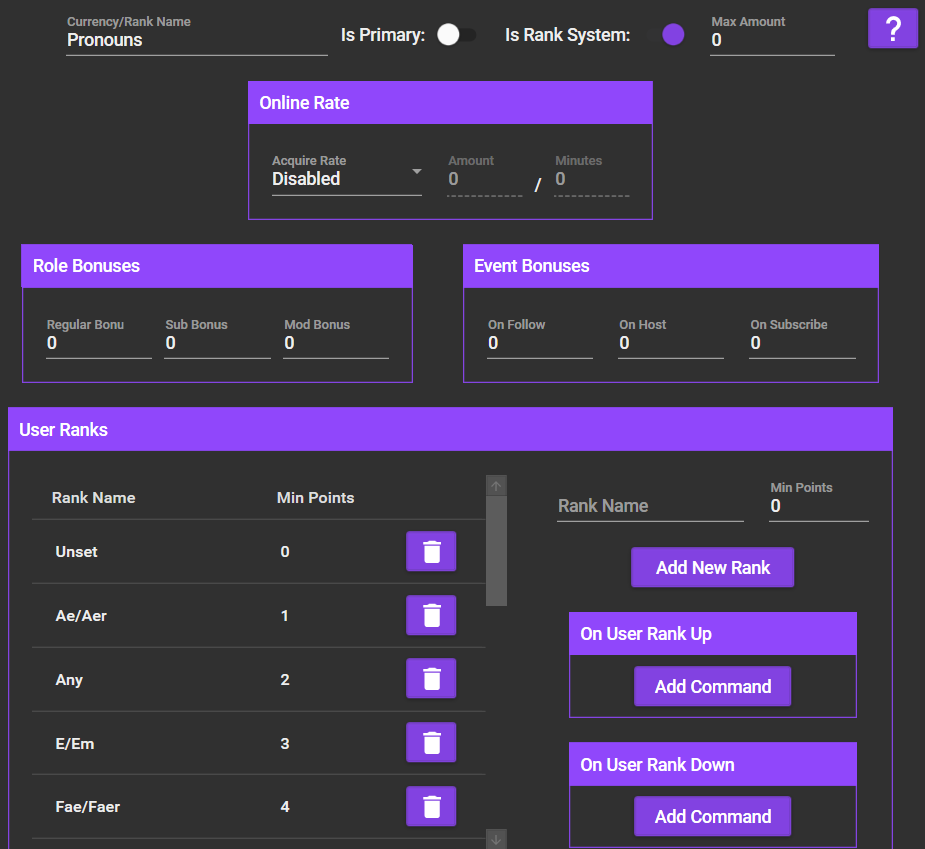 Currency/Rank Name
Pronouns
Is Primary:
Is Rank System:
Max Amount
0
?
Online Rate
Acquire Rate
Disabled
Amount
0
/
Minutes
0
Role Bonuses
Regular Bonu
0
Sub Bonus
0
Mod Bonus
0
Event Bonuses
On Follow
0
On Host
0
On Subscribe
0
User Ranks
Rank Name Min Points
Unset 0
Ae/Aer 1
Any 2
E/Em 3
Fae/Faer 4
Rank Name
Min Points
0
Add New Rank
On User Rank Up
Add Command
On User Rank Down
Add Command